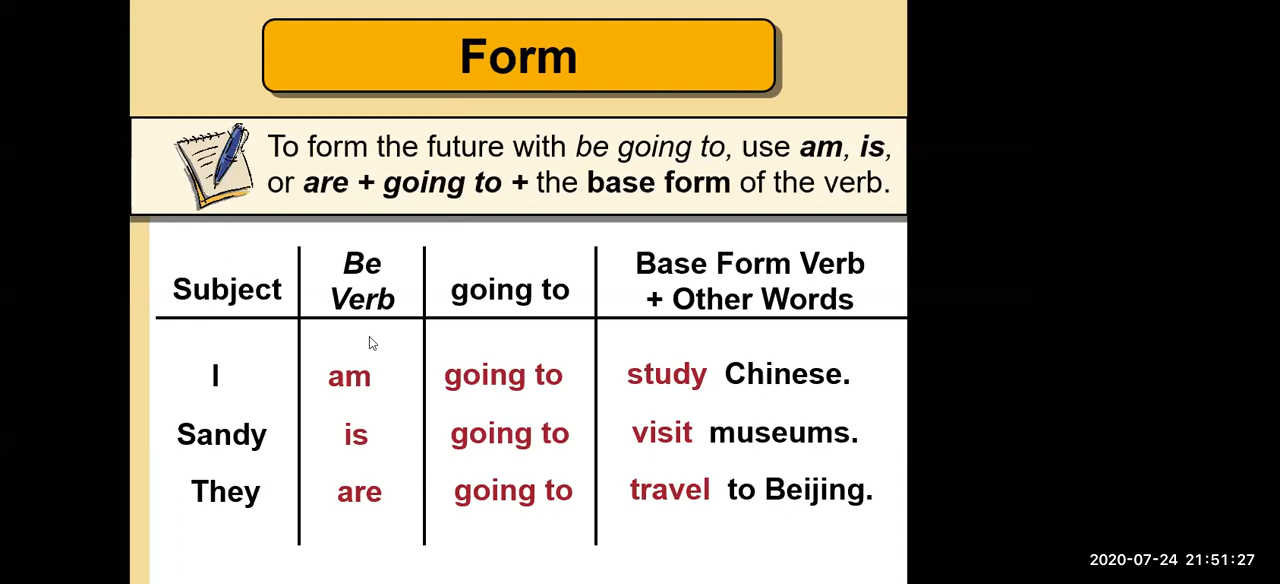 Form
To form the future with be going to, use am, is,
or are + going to + the base form of the verb.
Subject Be Verb going to Base Form Verb + Other Words
I am going to study Chinese.
Sandy is going to visit museums.
They are going to travel to Beijing.
2020-07-24 21:51:27